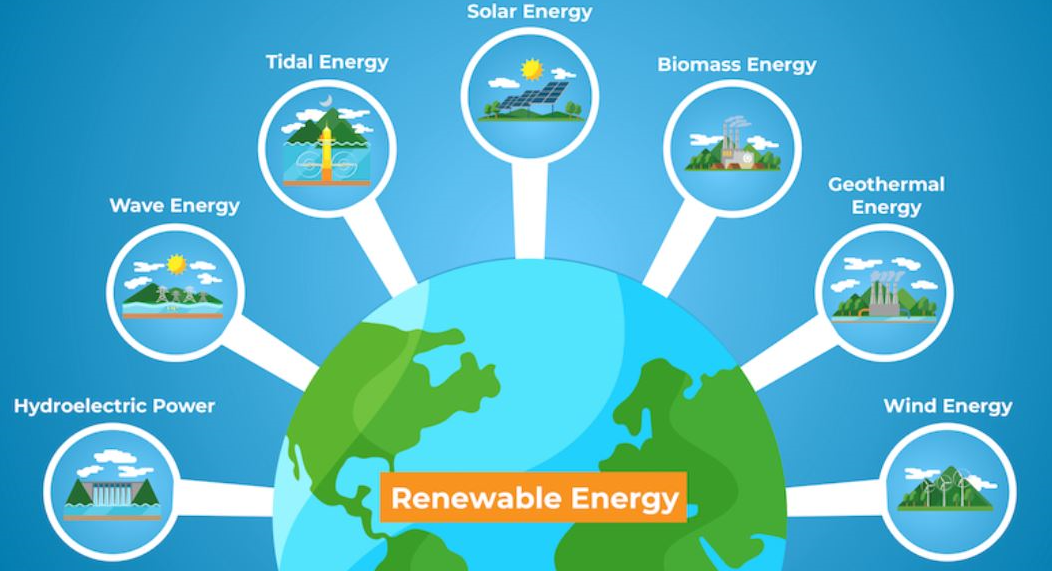 Solar Energy
Tidal Energy
Biomass Energy
Wave Energy
Geothermal
Energy
Hydroelectric Power
Wind Energy
Renewable Energy